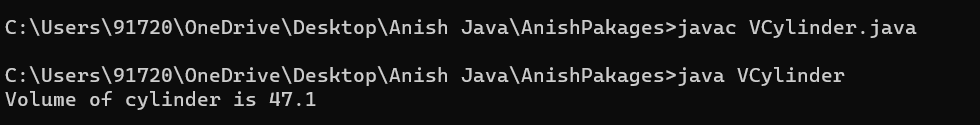 C:\Users\91720\OneDrive\Desktop\Anish Java\AnishPakages>javac VCylinder.java
C:\Users\91720\OneDrive\Desktop\Anish Java\AnishPakages>java VCylinder
Volume of cylinder is 47.1